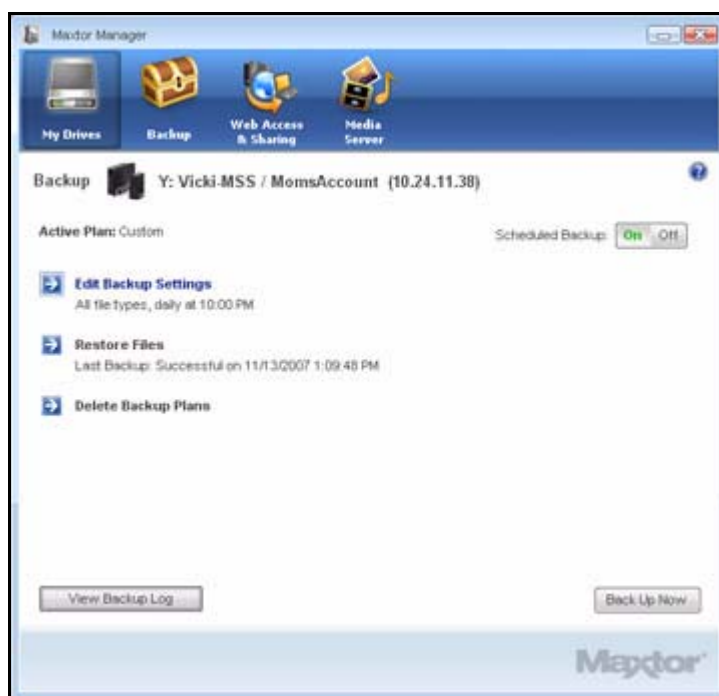 Maxtor Manager
My Drives
Backup
Web Access
& Sharing
Media
Server
Backup Y: Vicki-MSS / MomsAccount (10.24.11.38)
Active Plan: Custom
Scheduled Backup: On Off
Edit Backup Settings
All file types, daily at 10:00 PM
Restore Files
Last Backup: Successful on 11/13/2007 1:09:48 PM
Delete Backup Plans
View Backup Log
Back Up Now
Maxtor